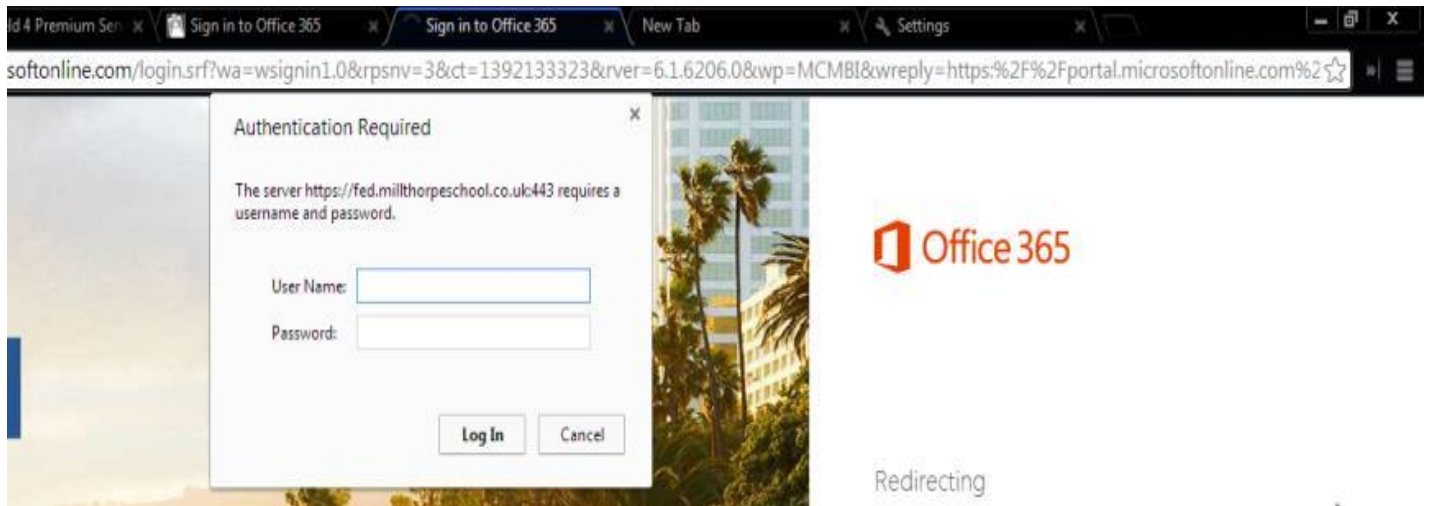 ld 4 Premium Ser
Sign in to Office 365
Sign in to Office 365
New Tab
Settings
softonline.com/login.srf?wa=wsignin1.0&rpsnv=3&ct=1392133323&rver=6.1.6206.0&wp=MCMBI&wreply=https:%2F%2Fportal.microsoftonline.com%2
Authentication Required
The server https://fed.millthorpeschool.co.uk:443 requires a
username and password.
User Name:
Password:
Log In
Cancel
Office 365
Redirecting